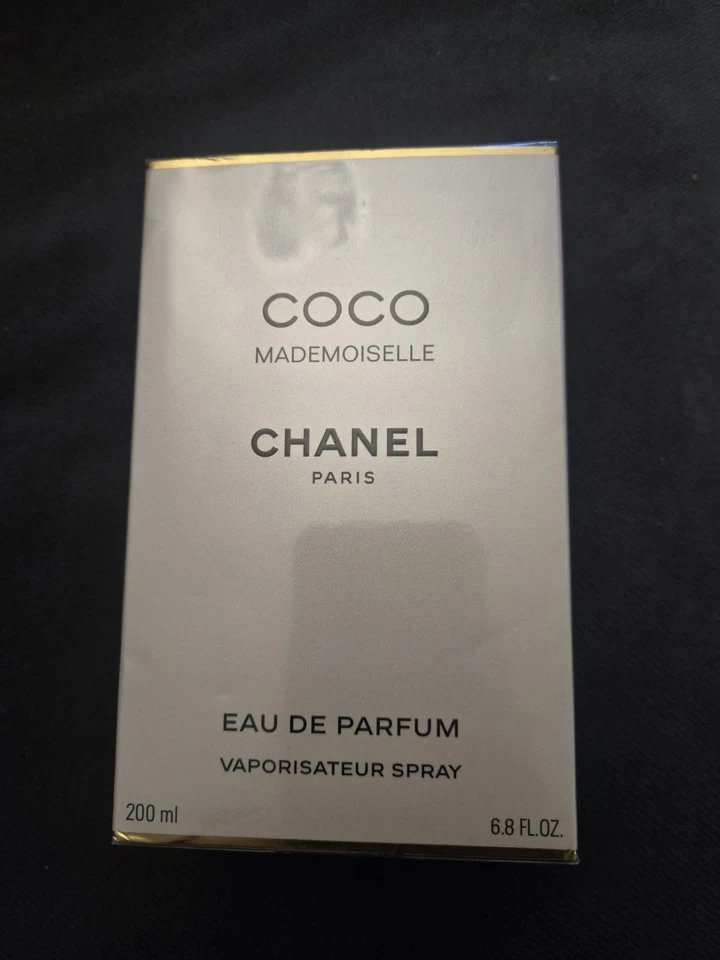 COCO
MADEMOISELLE
CHANEL
PARIS
EAU DE PARFUM
VAPORISATEUR SPRAY
200 ml
6.8 FL.OZ.